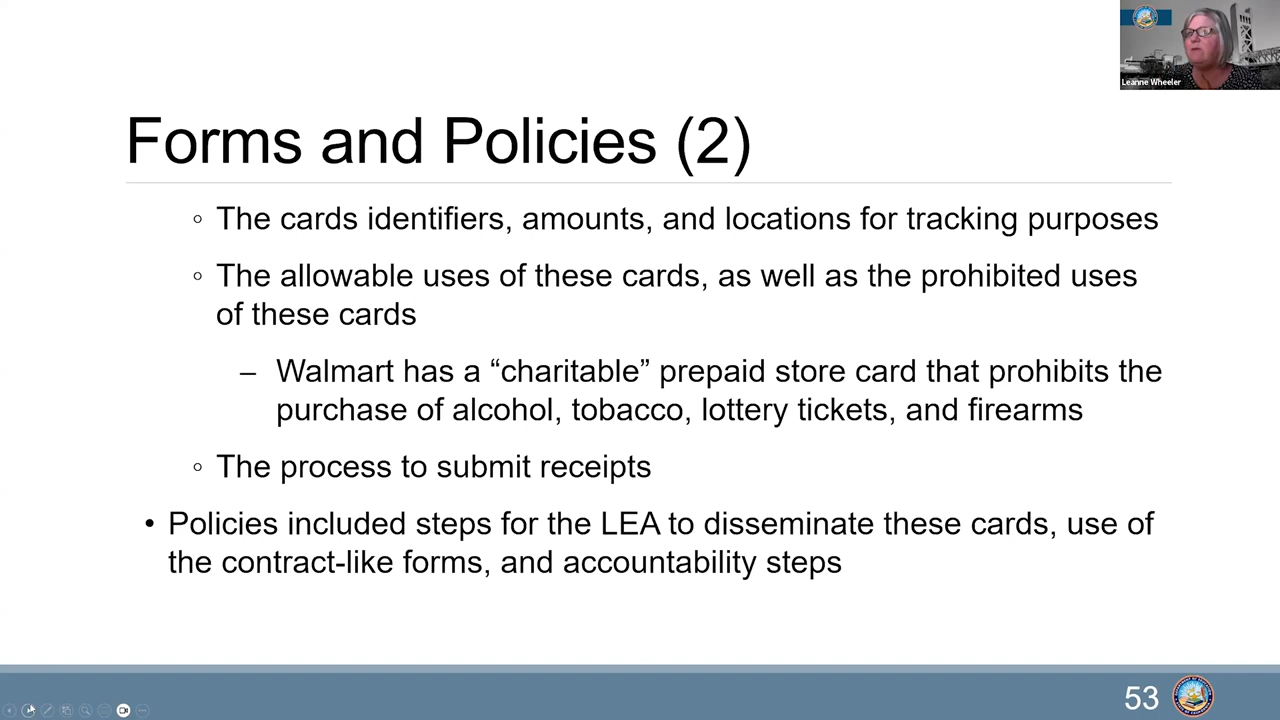 Leanne Wheeler
Forms and Policies (2)
◦ The cards identifiers, amounts, and locations for tracking purposes
◦ The allowable uses of these cards, as well as the prohibited uses
of these cards
– Walmart has a “charitable” prepaid store card that prohibits the
purchase of alcohol, tobacco, lottery tickets, and firearms
◦ The process to submit receipts
• Policies included steps for the LEA to disseminate these cards, use of
the contract-like forms, and accountability steps
53